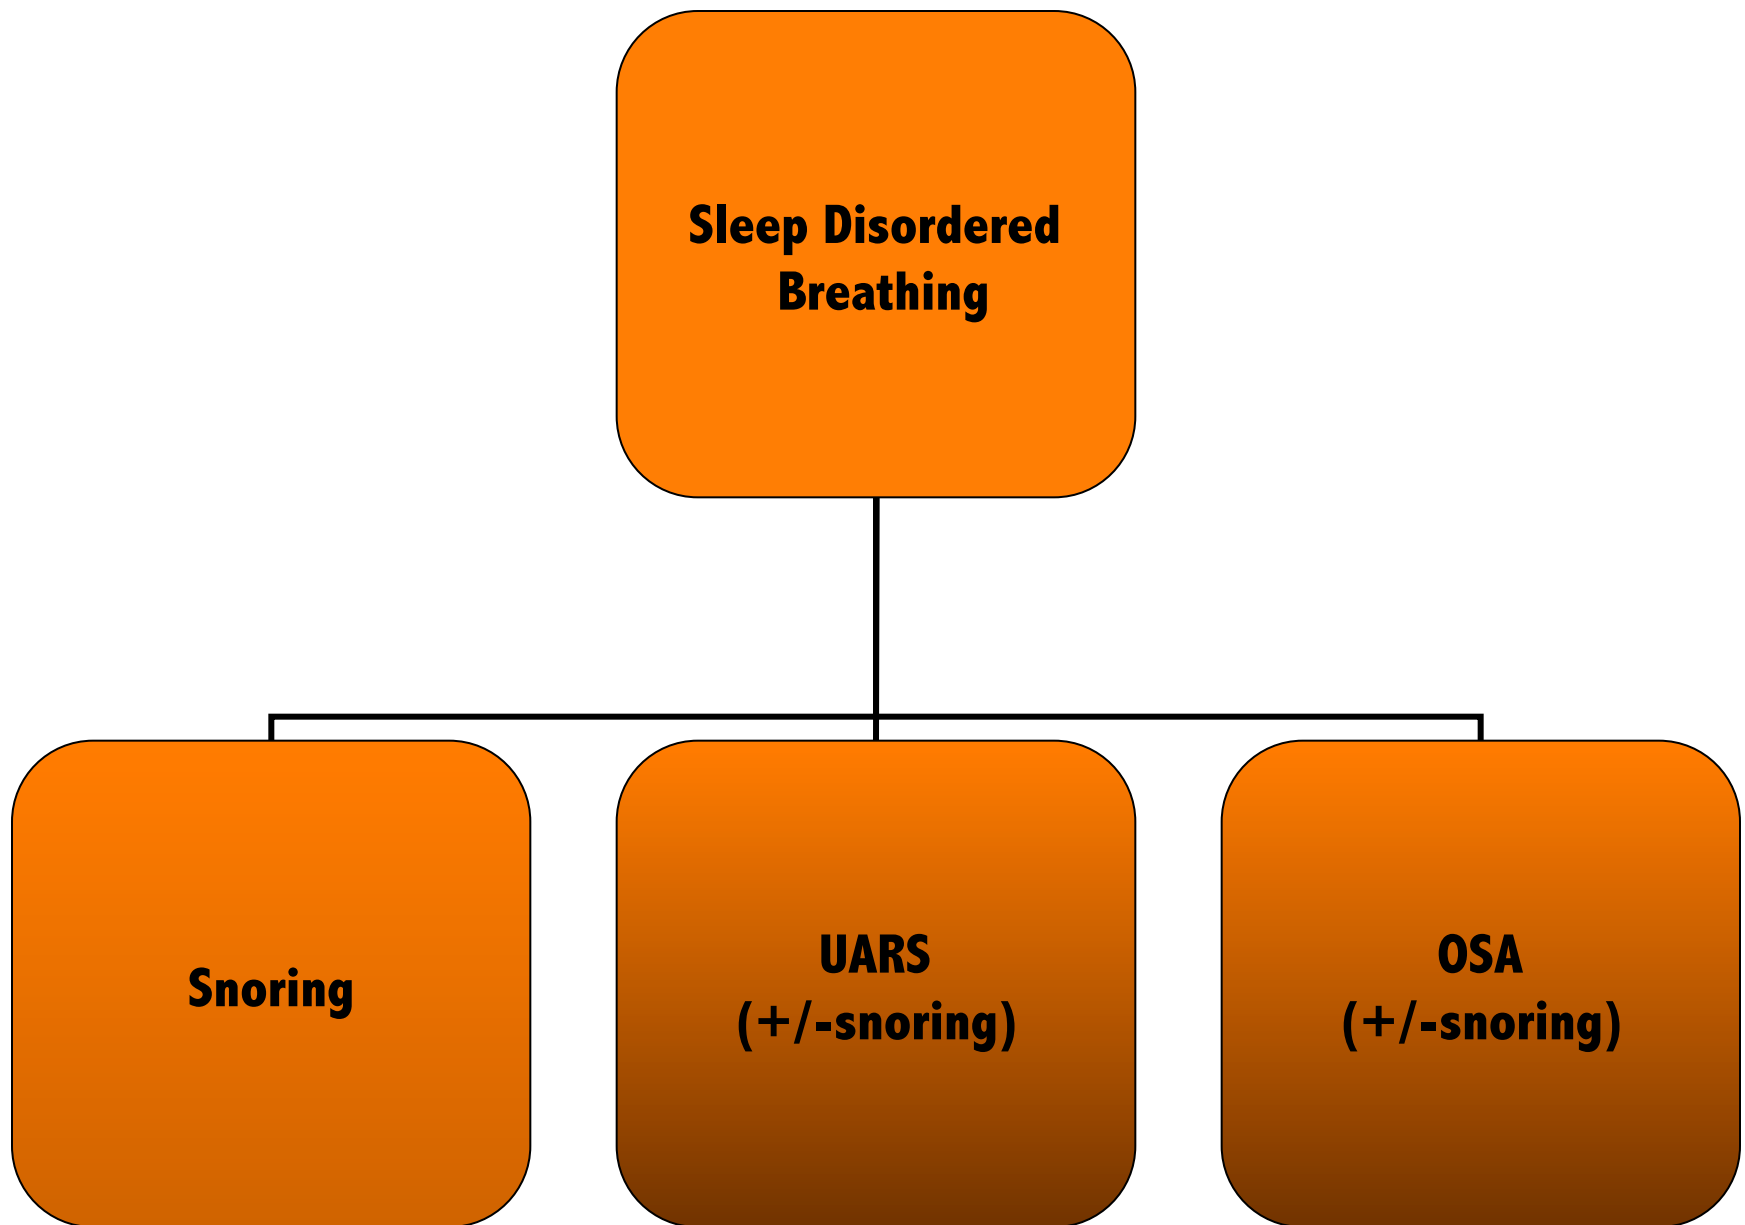 Sleep Disordered
Breathing
Snoring
UARS
(+/-snoring)
OSA
(+/-snoring)